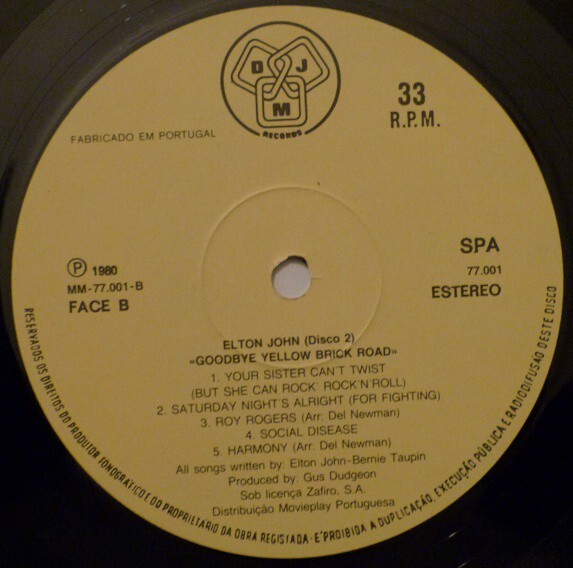 D J M
RECORDS
33
R.P.M.
FABRICADO EM PORTUGAL
Ⓟ 1980
MM-77.001-B
FACE B
SPA
77.001
ESTEREO
ELTON JOHN (Disco 2)
«GOODBYE YELLOW BRICK ROAD»
1. YOUR SISTER CAN'T TWIST
(BUT SHE CAN ROCK' ROCK'N'ROLL)
2. SATURDAY NIGHT'S ALRIGHT (FOR FIGHTING)
3. ROY ROGERS (Arr. Del Newman)
4. SOCIAL DISEASE
5. HARMONY (Arr. Del Newman)
All songs written by: Elton John-Bernie Taupin
Produced by: Gus Dudgeon
Sob licença Zafiro, S.A.
Distribuição Movieplay Portuguesa
RESERVADOS OS DIREITOS DO PRODUTOR FONOGRÁFICO E DO PROPRIETÁRIO DA OBRA REGISTADA - É PROIBIDA A DUPLICAÇÃO, EXECUÇÃO PÚBLICA E RADIODIFUSÃO DESTE DISCO